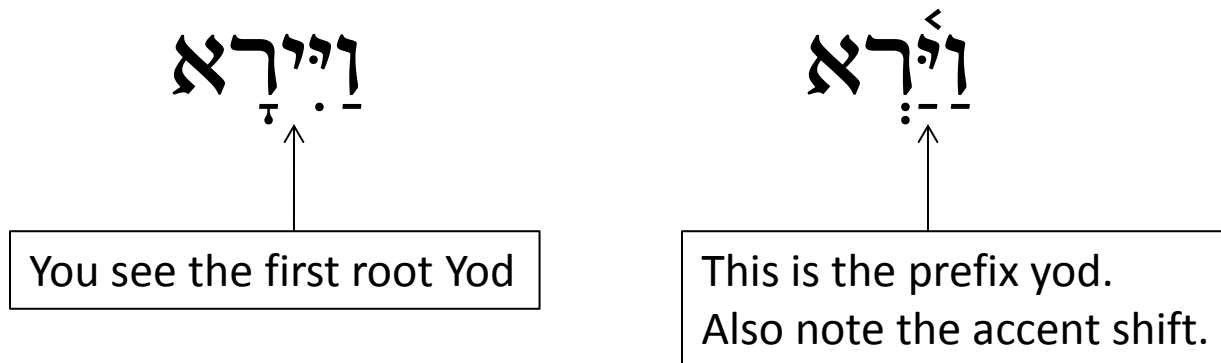 וַיִּירָא
You see the first root Yod
וַיַּ֫רְא
This is the prefix yod.
Also note the accent shift.